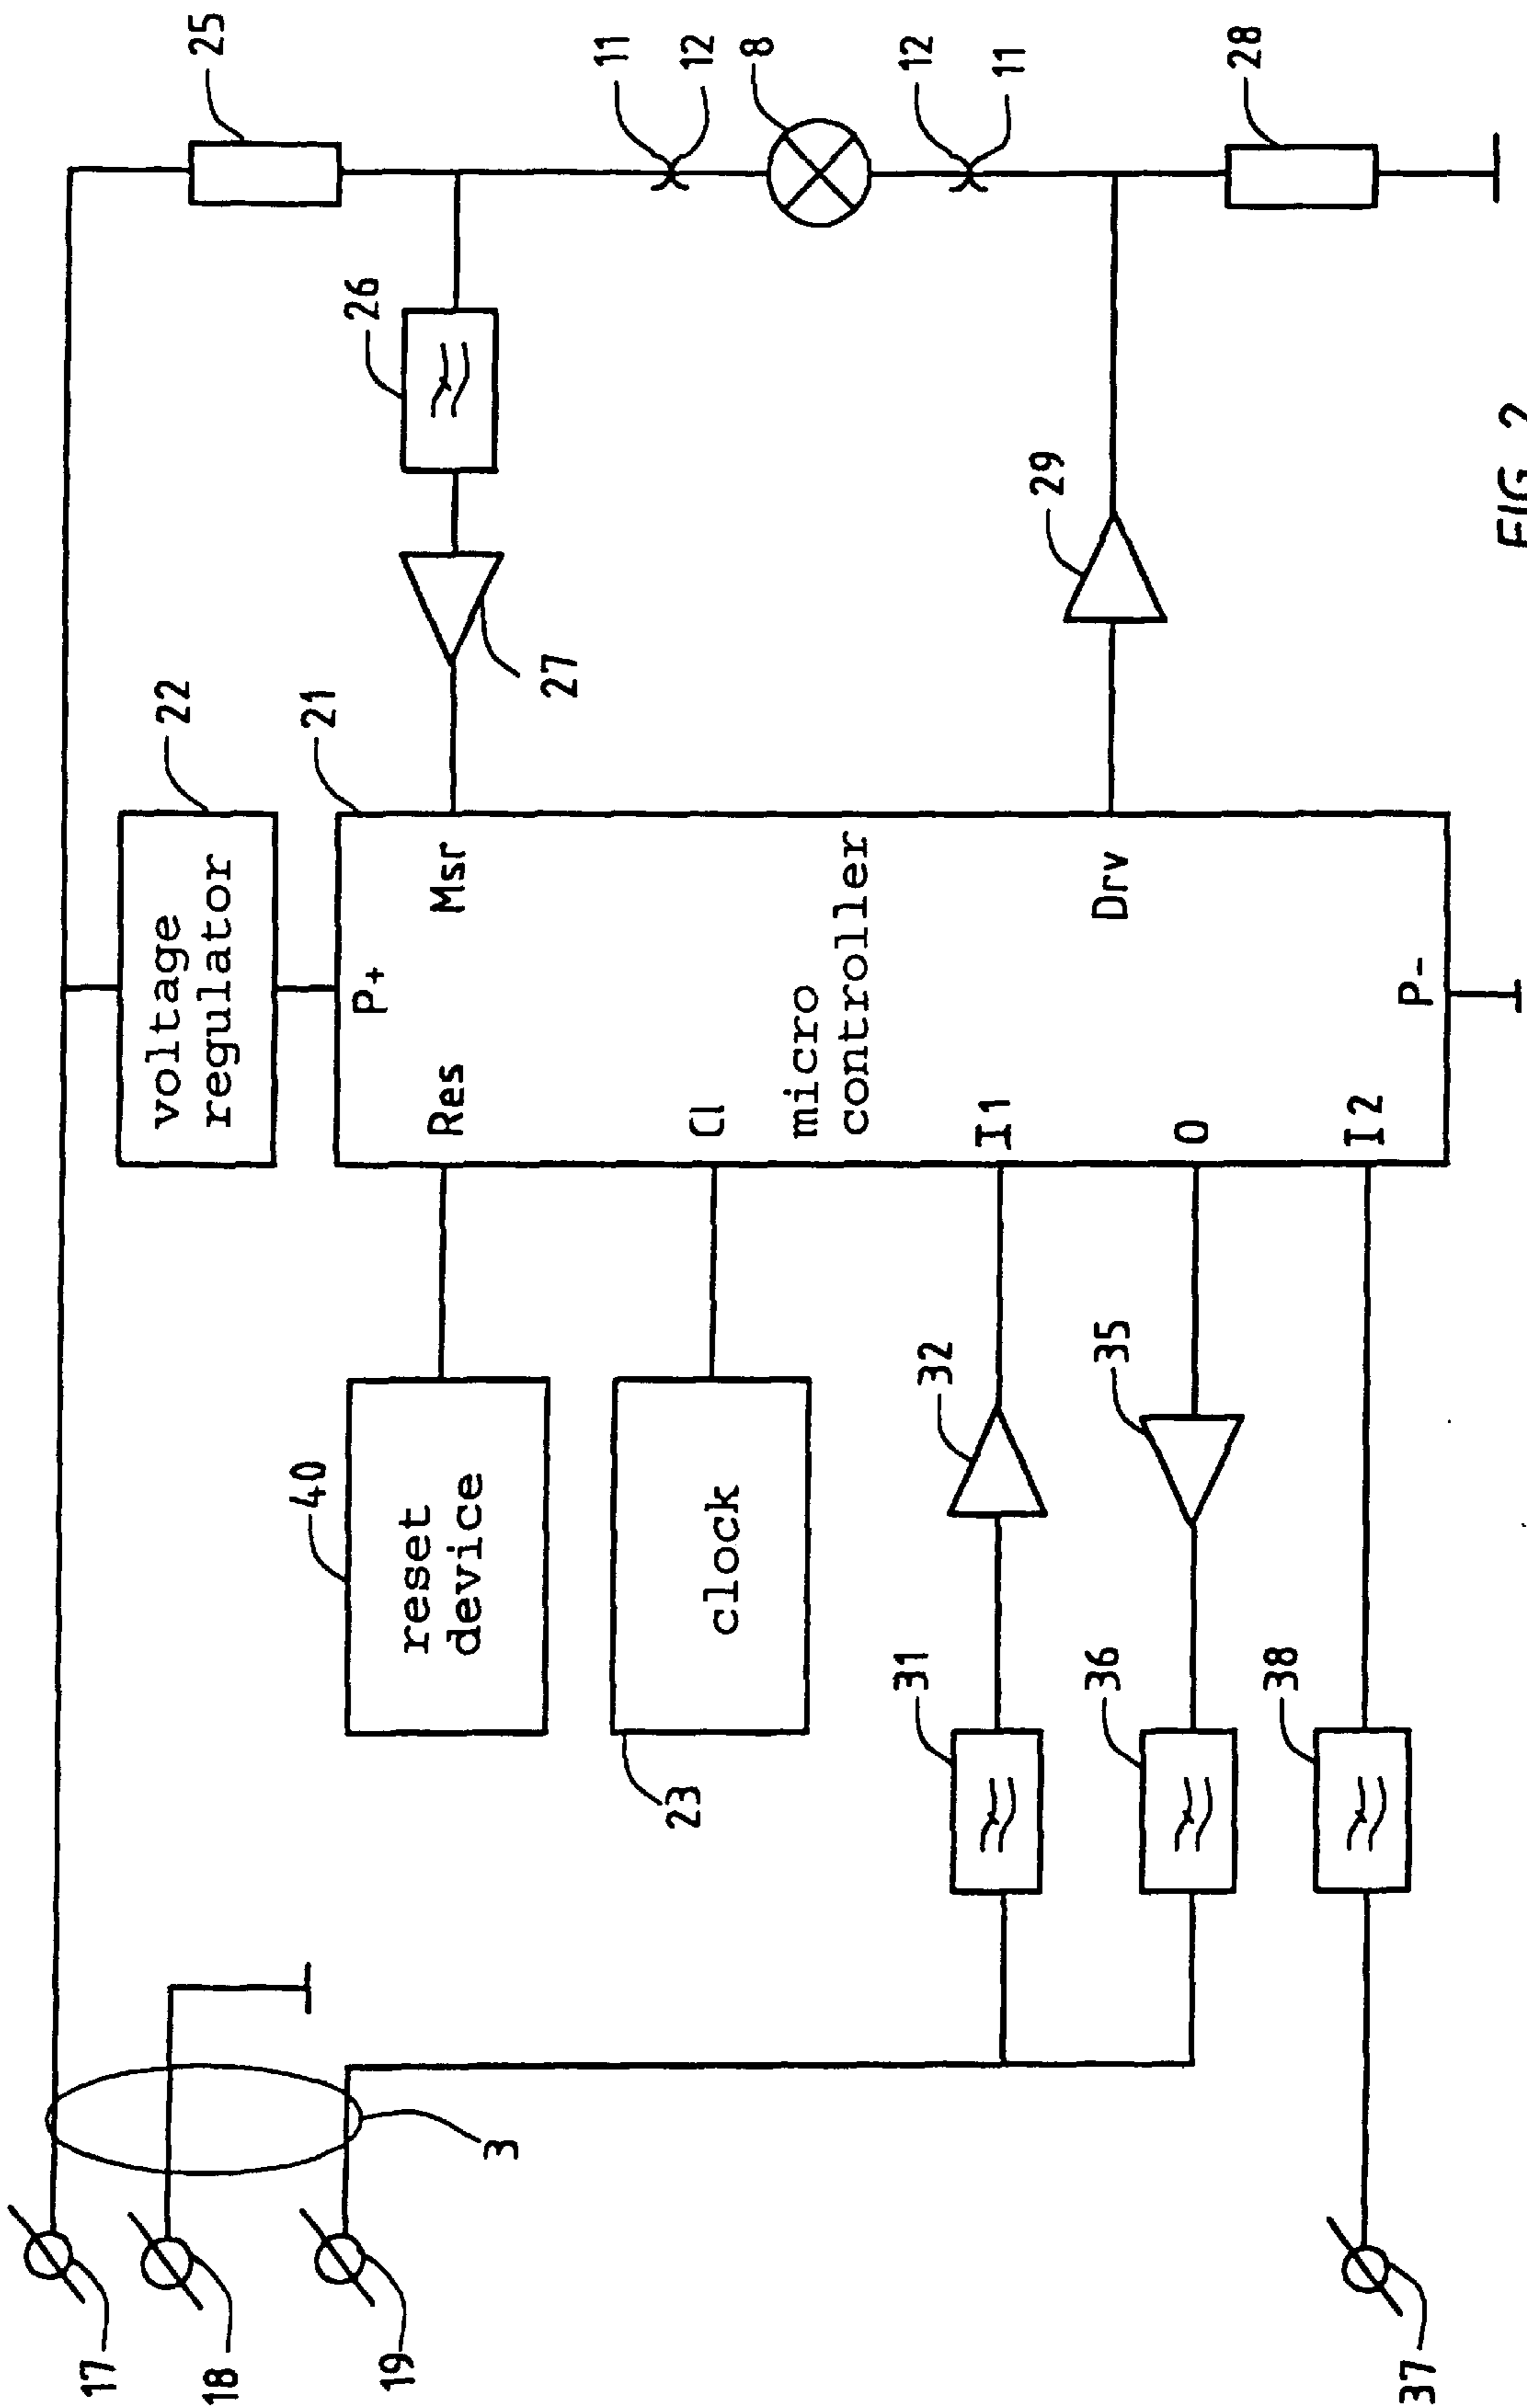 17
18
19
3
37
22
voltage
regulator
25
40
reset
device
23
clock
21
P+
Res
Msr
Cl
micro
controller
I1
O
I2
Drv
P-
26
27
29
11
12
8
12
11
28
32
31
35
36
38
FIG. 2